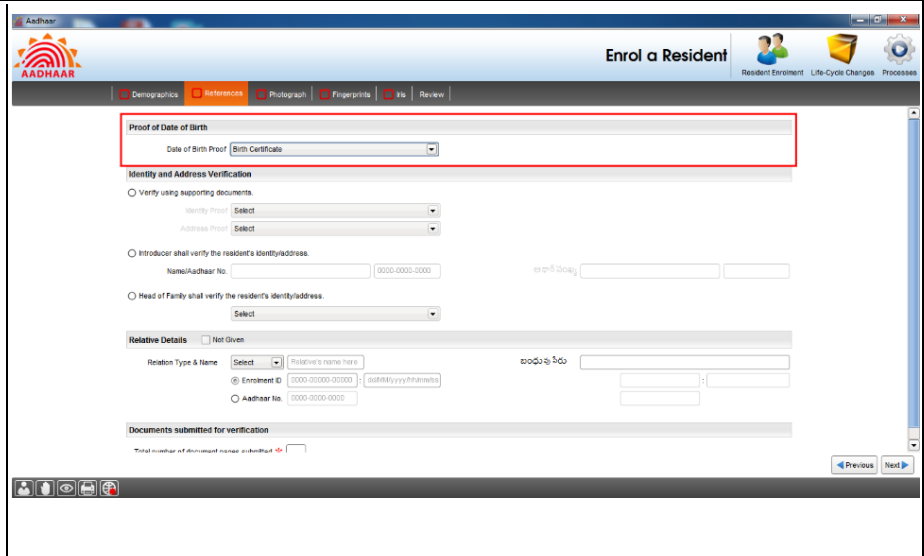 Aadhaar
AADHAAR
Enrol a Resident
Resident Enrolment Life-Cycle Changes Processes
Demographics References Photograph Fingerprints Iris Review
Proof of Date of Birth
Date of Birth Proof Birth Certificate
Identity and Address Verification
Verify using supporting documents.
Identity Proof Select
Address Proof Select
Introducer shall verify the resident's identity/address.
Name/Aadhaar No. 0000-0000-0000 ఆధార్ సంఖ్య
Head of Family shall verify the resident's identity/address.
Select
Relative Details Not Given
Relation Type & Name Select Relative's name here బంధువు పేరు
Enrolment ID 0000-00000-00000 : dd/MM/yyyy/hh/mm/ss :
Aadhaar No. 0000-0000-0000
Documents submitted for verification
Total number of document pages submitted *
Previous Next